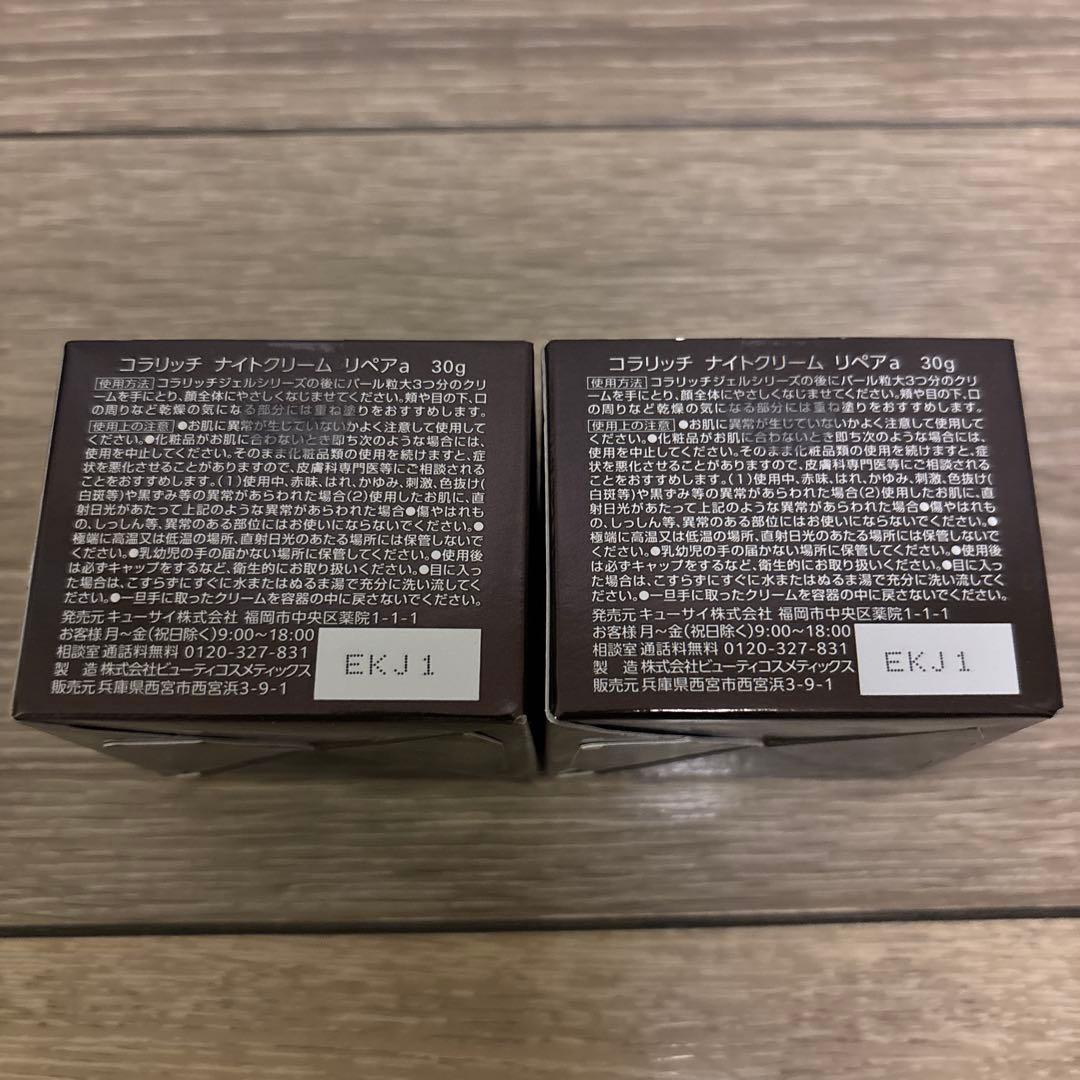 コラリッチ ナイトクリーム リペアa 30g
使用方法 コラリッチジェルシリーズの後にパール粒大3つ分のクリ
ームを手にとり、顔全体にやさしくなじませてください。頬や目の下、口
の周りなど乾燥の気になる部分には重ね塗りをおすすめします。
使用上の注意 ●お肌に異常が生じていないかよく注意して使用して
ください。●化粧品がお肌に合わないとき即ち次のような場合には、
使用を中止してください。そのまま化粧品類の使用を続けますと、症
状を悪化させることがありますので、皮膚科専門医等にご相談される
ことをおすすめします。(1)使用中、赤味、はれ、かゆみ、刺激、色抜け(
白斑等)や黒ずみ等の異常があらわれた場合(2)使用したお肌に、直
射日光があたって上記のような異常があらわれた場合●傷やはれも
の、しっしん等、異常のある部位にはお使いにならないでください。●
極端に高温又は低温の場所、直射日光のあたる場所には保管しない
でください。●乳幼児の手の届かない場所に保管してください。●使用後
は必ずキャップをするなど、衛生的にお取り扱いください。●目に入っ
た場合は、こすらずにすぐに水またはぬるま湯で充分に洗い流してく
ださい。●一旦手に取ったクリームを容器の中に戻さないでください。
発売元 キューサイ株式会社 福岡市中央区薬院1-1-1
お客様 月〜金(祝日除く)9:00〜18:00
相談室 通話料無料 0120-327-831
製 造 株式会社ビューティコスメティックス
販売元 兵庫県西宮市西宮浜3-9-1
EKJ1
コラリッチ ナイトクリーム リペアa 30g
使用方法 コラリッチジェルシリーズの後にパール粒大3つ分のクリ
ームを手にとり、顔全体にやさしくなじませてください。頬や目の下、口
の周りなど乾燥の気になる部分には重ね塗りをおすすめします。
使用上の注意 ●お肌に異常が生じていないかよく注意して使用して
ください。●化粧品がお肌に合わないとき即ち次のような場合には、
使用を中止してください。そのまま化粧品類の使用を続けますと、症
状を悪化させることがありますので、皮膚科専門医等にご相談される
ことをおすすめします。(1)使用中、赤味、はれ、かゆみ、刺激、色抜け(
白斑等)や黒ずみ等の異常があらわれた場合(2)使用したお肌に、直
射日光があたって上記のような異常があらわれた場合●傷やはれも
の、しっしん等、異常のある部位にはお使いにならないでください。●
極端に高温又は低温の場所、直射日光のあたる場所には保管しない
でください。●乳幼児の手の届かない場所に保管してください。●使用後
は必ずキャップをするなど、衛生的にお取り扱いください。●目に入っ
た場合は、こすらずにすぐに水またはぬるま湯で充分に洗い流してく
ださい。●一旦手に取ったクリームを容器の中に戻さないでください。
発売元 キューサイ株式会社 福岡市中央区薬院1-1-1
お客様 月〜金(祝日除く)9:00〜18:00
相談室 通話料無料 0120-327-831
製 造 株式会社ビューティコスメティックス
販売元 兵庫県西宮市西宮浜3-9-1
EKJ1